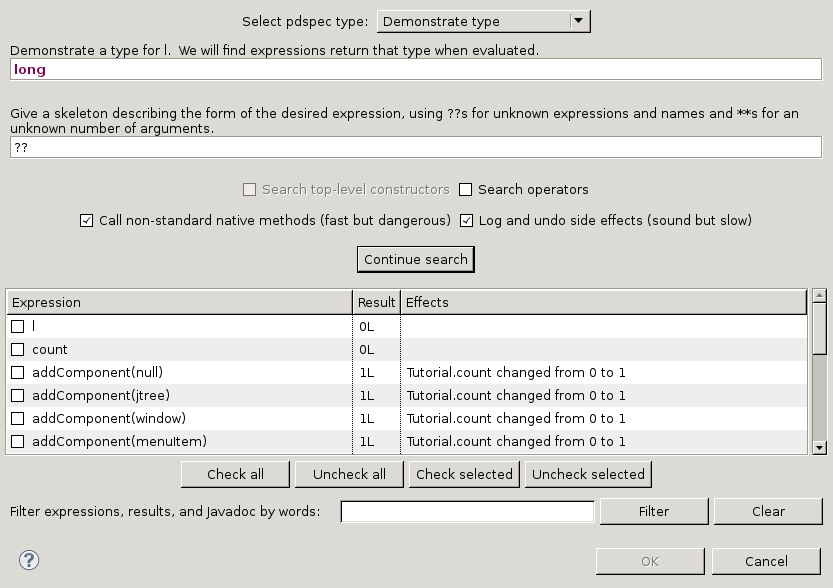 Select pdspec type: Demonstrate type
Demonstrate a type for l.  We will find expressions return that type when evaluated.
long
Give a skeleton describing the form of the desired expression, using ??s for unknown expressions and names and **s for an
unknown number of arguments.
??
Search top-level constructors Search operators
Call non-standard native methods (fast but dangerous) Log and undo side effects (sound but slow)
Continue search
Expression Result Effects
l 0L
count 0L
addComponent(null) 1L Tutorial.count changed from 0 to 1
addComponent(jtree) 1L Tutorial.count changed from 0 to 1
addComponent(window) 1L Tutorial.count changed from 0 to 1
addComponent(menuItem) 1L Tutorial.count changed from 0 to 1
Check all Uncheck all Check selected Uncheck selected
Filter expressions, results, and Javadoc by words: Filter Clear
? OK Cancel